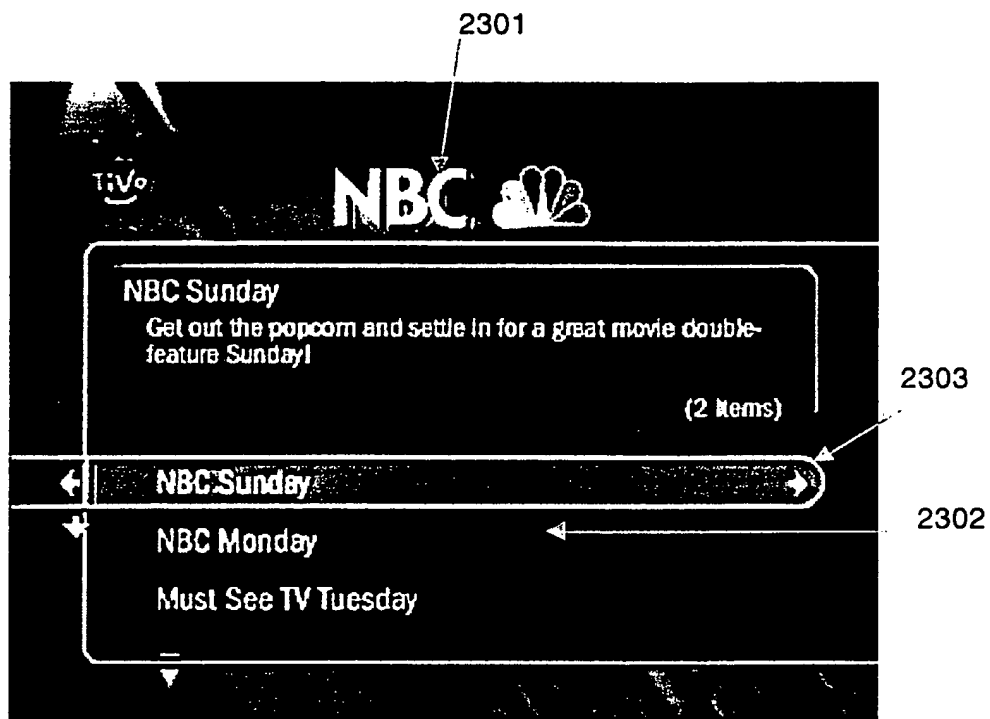 2301
TiVo
NBC
NBC Sunday
Get out the popcorn and settle in for a great movie double-
feature Sunday!
(2 items)
2303
NBC Sunday
2302
NBC Monday
Must See TV Tuesday